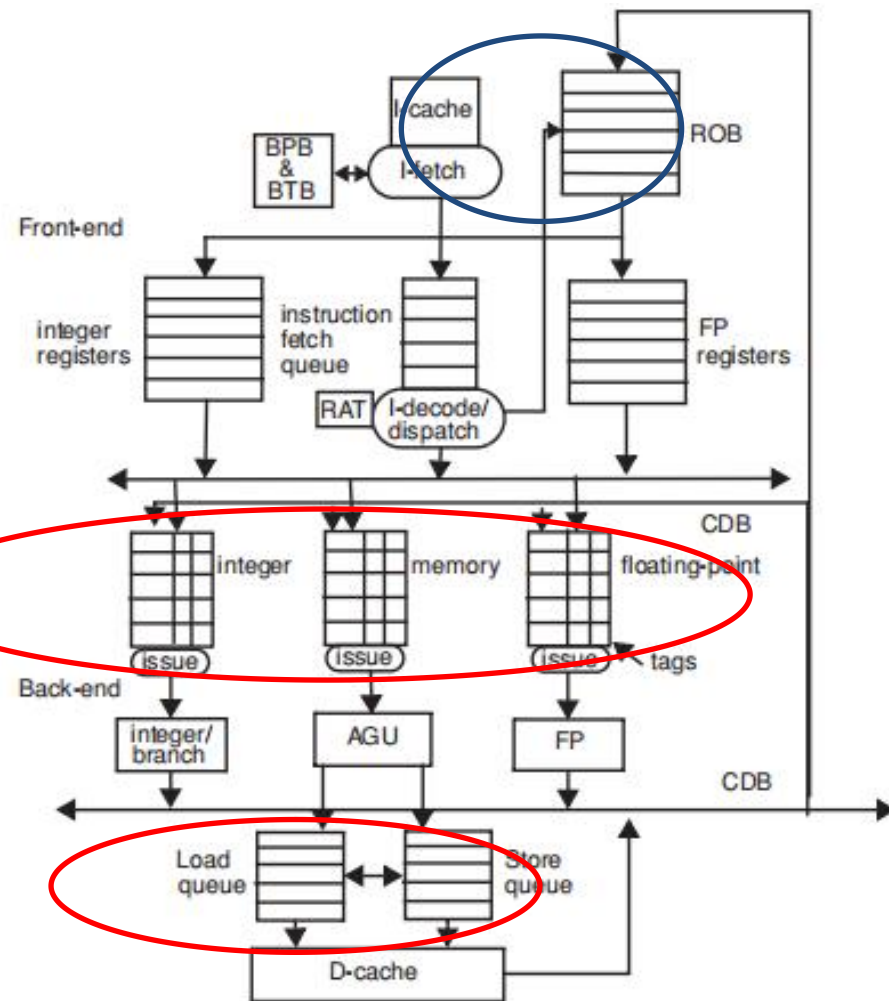 I-cache
ROB
BPB
&
BTB
I-fetch
Front-end
integer
registers
instruction
fetch
queue
FP
registers
RAT
I-decode/
dispatch
CDB
integer
memory
floating-point
issue
issue
issue
tags
Back-end
integer/
branch
AGU
FP
CDB
Load
queue
Store
queue
D-cache